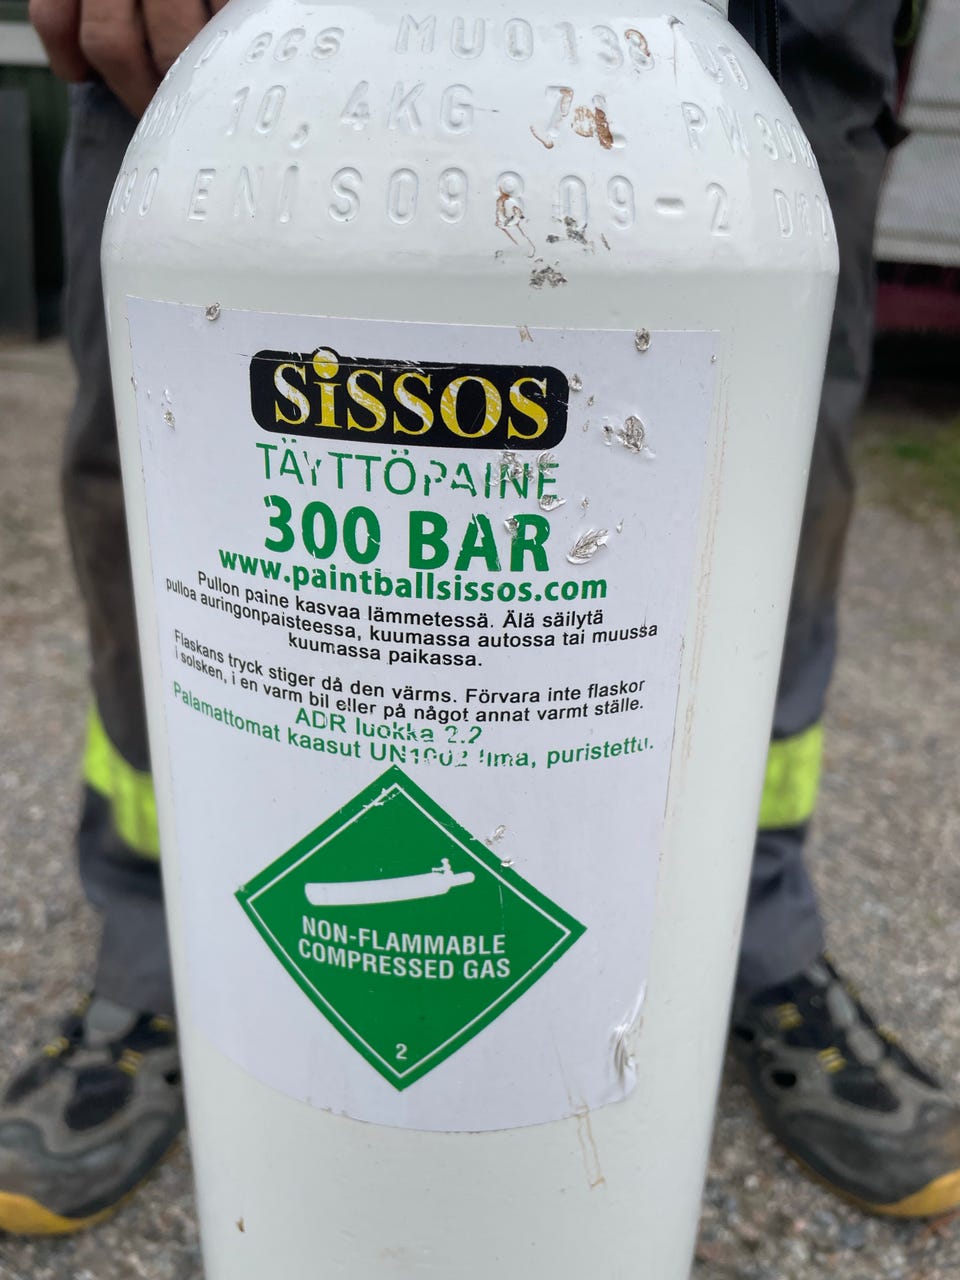 ECS MU0138
10,4KG 7L PW300
EN ISO9809-2
SiSSOS
TÄYTTÖPAINE
300 BAR
www.paintballsissos.com
Pullon paine kasvaa lämmetessä. Älä säilytä
pulloa auringonpaisteessa, kuumassa autossa tai muussa
kuumassa paikassa.
Flaskans tryck stiger då den värms. Förvara inte flaskor
i solsken, i en varm bil eller på något annat varmt ställe.
ADR luokka 2.2
Palamattomat kaasut UN1002 Ilma, puristettu.
NON-FLAMMABLE
COMPRESSED GAS
2